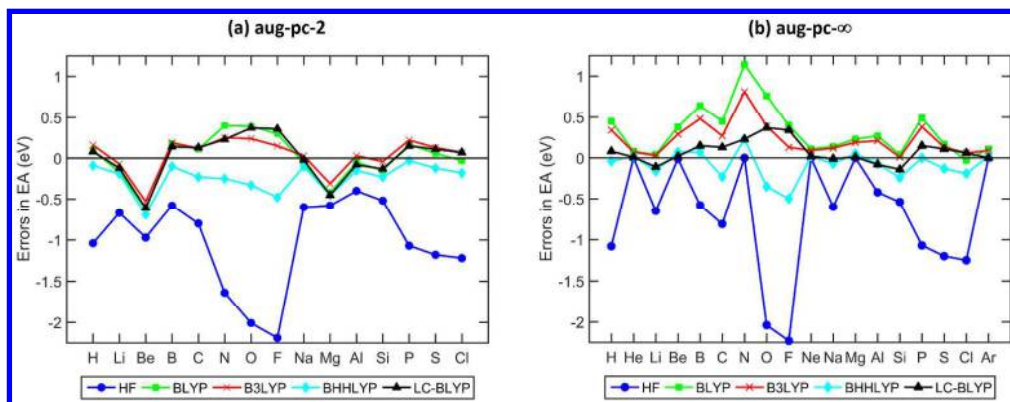 (a) aug-pc-2
(b) aug-pc-∞
Errors in EA (eV)
1
0.5
0
-0.5
-1
-1.5
-2
H Li Be B C N O F Na Mg Al Si P S Cl
HF BLYP B3LYP BHHLYP LC-BLYP
Errors in EA (eV)
1
0.5
0
-0.5
-1
-1.5
-2
H He Li Be B C N O F Ne Na Mg Al Si P S Cl Ar
HF BLYP B3LYP BHHLYP LC-BLYP